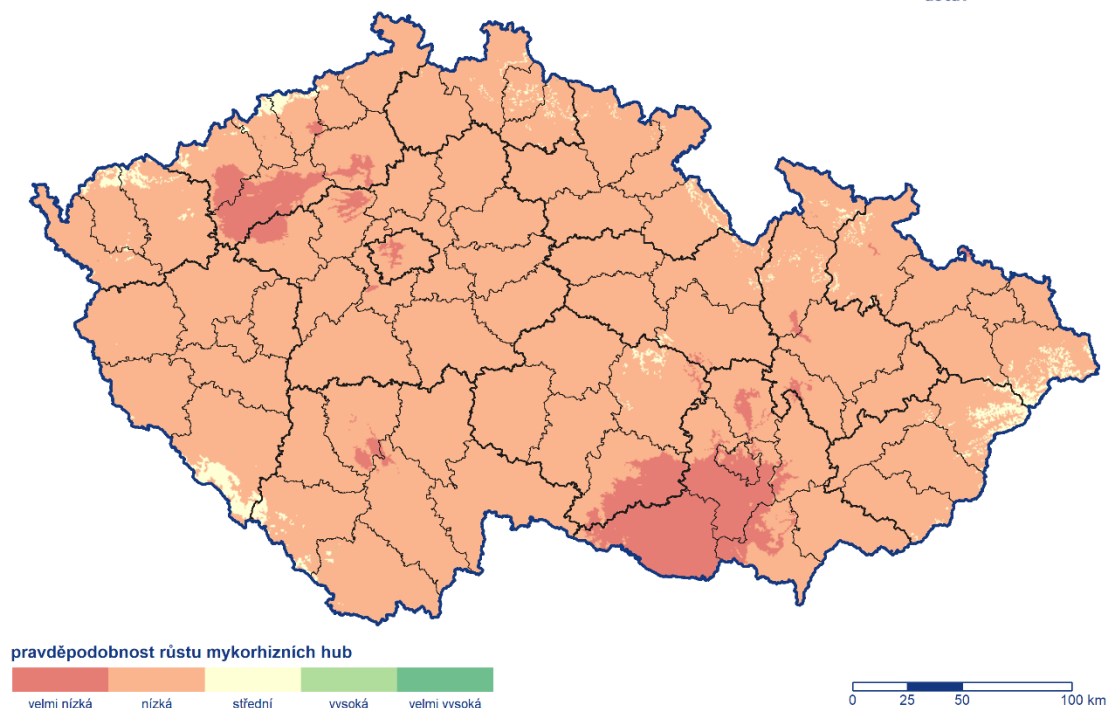 pravděpodobnost růstu mykorhizních hub
velmi nízká nízká střední vysoká velmi vysoká
0 25 50 100 km